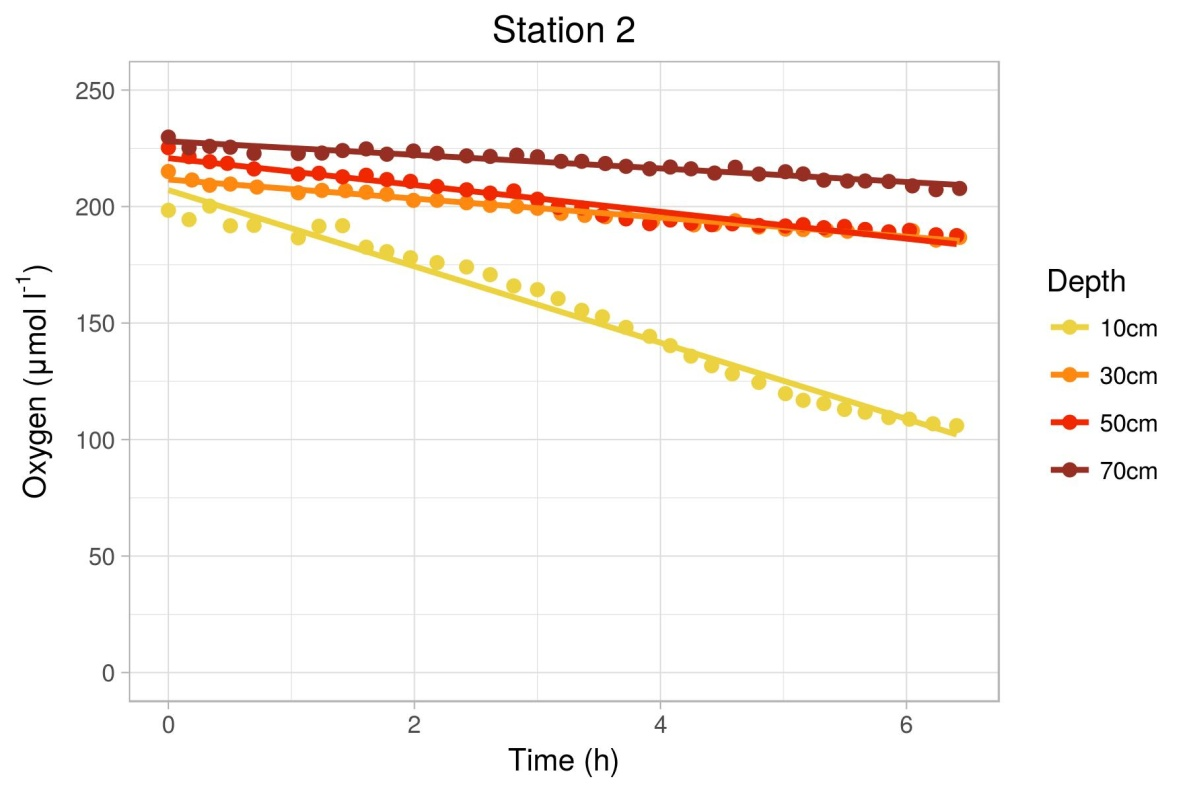 Station 2
250
200
150
100
50
0
Oxygen (µmol l⁻¹)
0 2 4 6
Time (h)
Depth
10cm
30cm
50cm
70cm